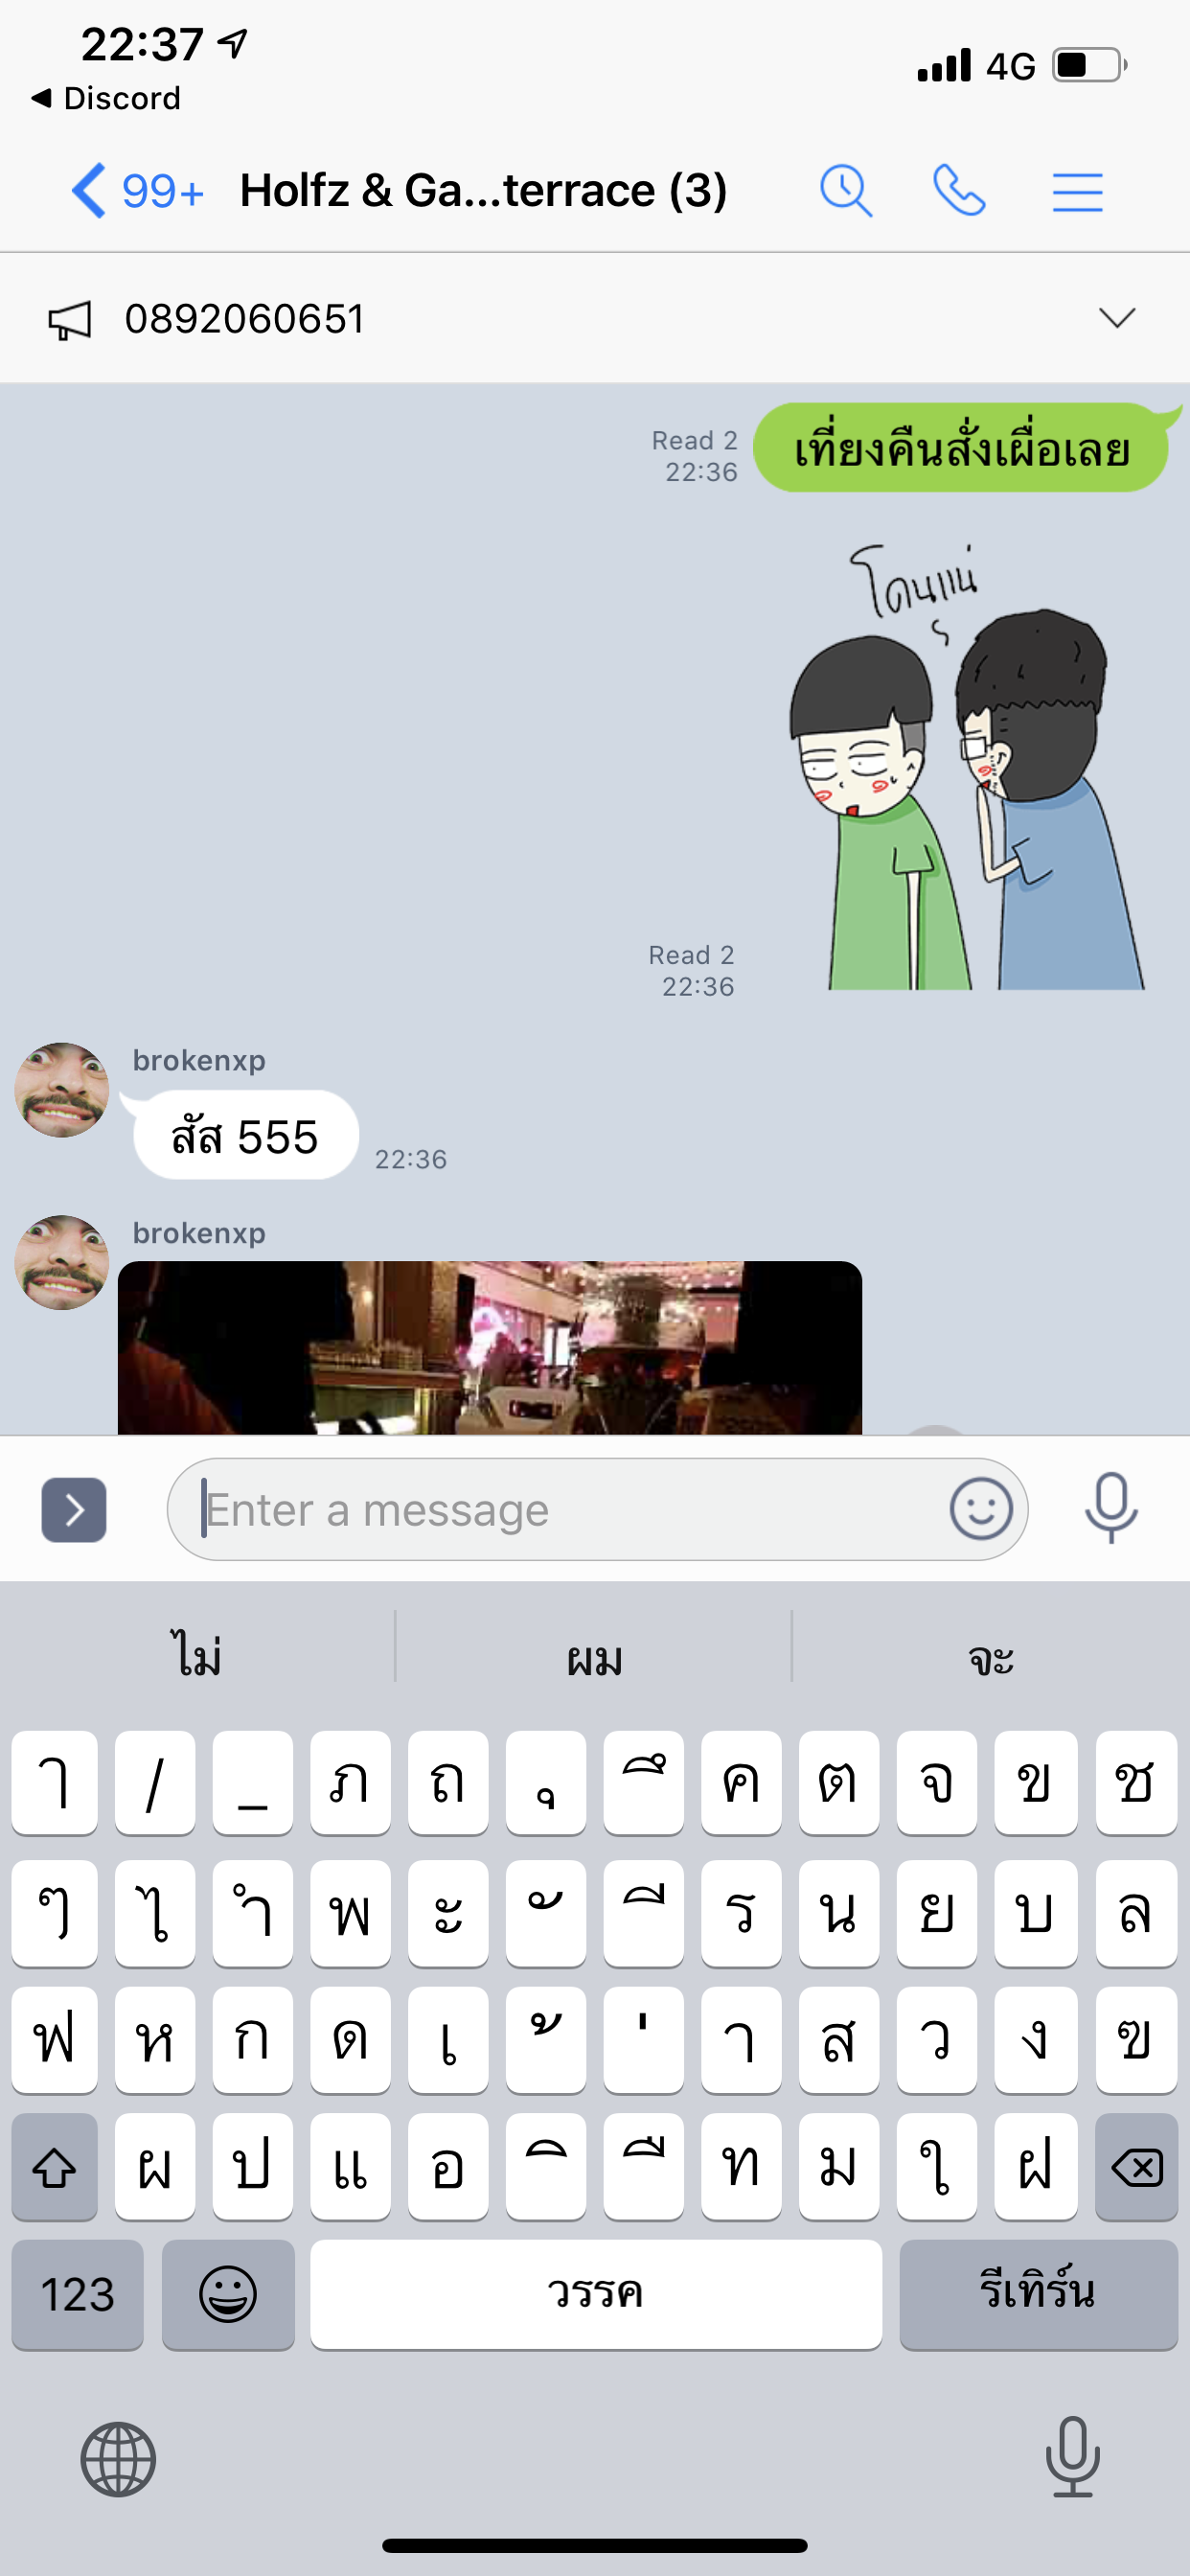 22:37
4G
Discord
99+
Holfz & Ga...terrace (3)
0892060651
Read 2
22:36
เที่ยงคืนสั่งเผื่อเลย
โดนแน่
Read 2
22:36
brokenxp
สัส 555
22:36
brokenxp
Enter a message
ไม่ ผม จะ
ๅ / _ ภ ถ ุ ึ ค ต จ ข ช
ๆ ไ ำ พ ะ ั ี ร น ย บ ล
ฟ ห ก ด เ ้ ่ า ส ว ง ฃ
ผ ป แ อ ิ ื ท ม ใ ฝ
123 วรรค รีเทิร์น